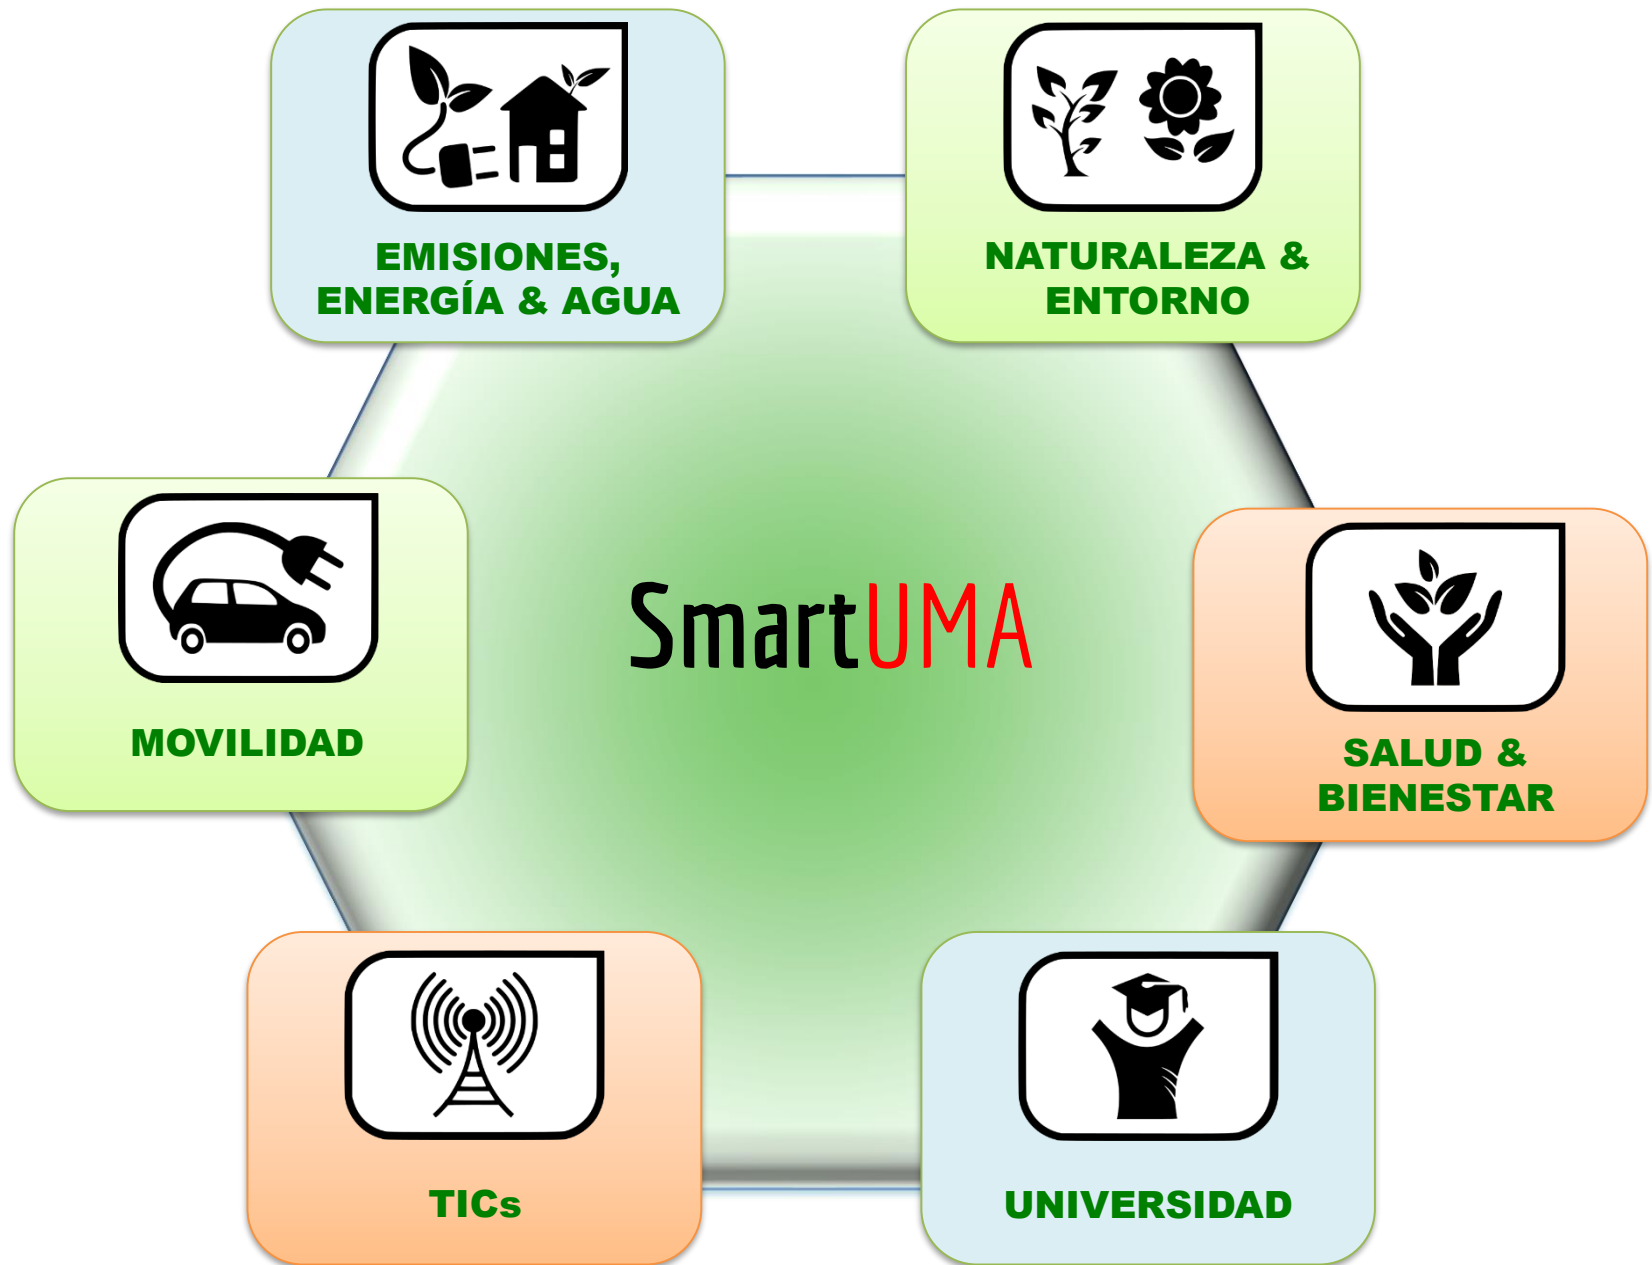 EMISIONES,
ENERGÍA & AGUA
NATURALEZA &
ENTORNO
MOVILIDAD
SmartUMA
SALUD &
BIENESTAR
TICs
UNIVERSIDAD